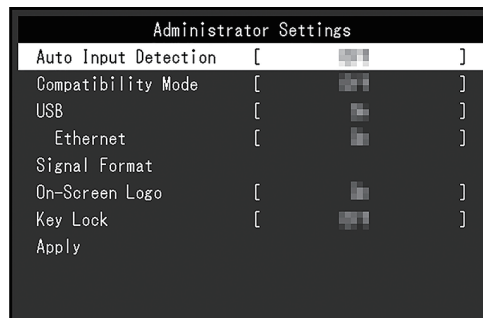 Administrator Settings
Auto Input Detection [ ]
Compatibility Mode [ ]
USB [ ]
Ethernet [ ]
Signal Format
On-Screen Logo [ ]
Key Lock [ ]
Apply